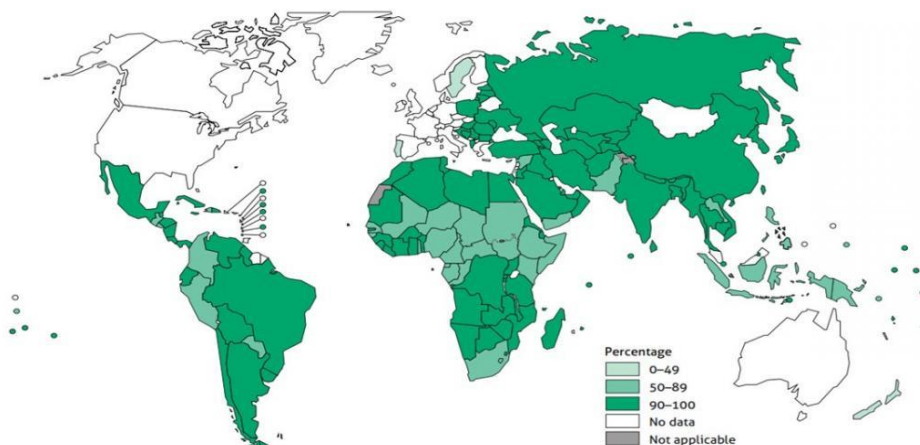 Percentage
0–49
50–89
90–100
No data
Not applicable